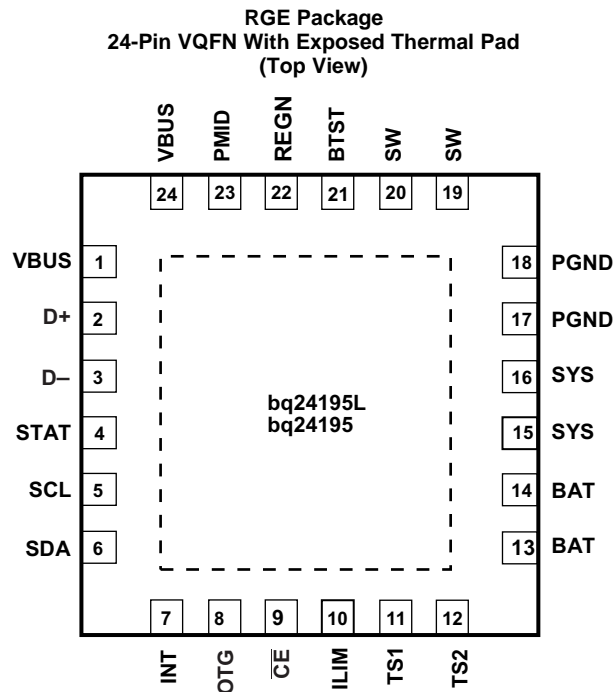 RGE Package
24-Pin VQFN With Exposed Thermal Pad
(Top View)
VBUS
PMID
REGN
BTST
SW
SW
24 23 22 21 20 19
VBUS 1
D+ 2
D– 3
STAT 4
SCL 5
SDA 6
bq24195L
bq24195
18 PGND
17 PGND
16 SYS
15 SYS
14 BAT
13 BAT
7 8 9 10 11 12
INT
OTG
C̅E̅
ILIM
TS1
TS2